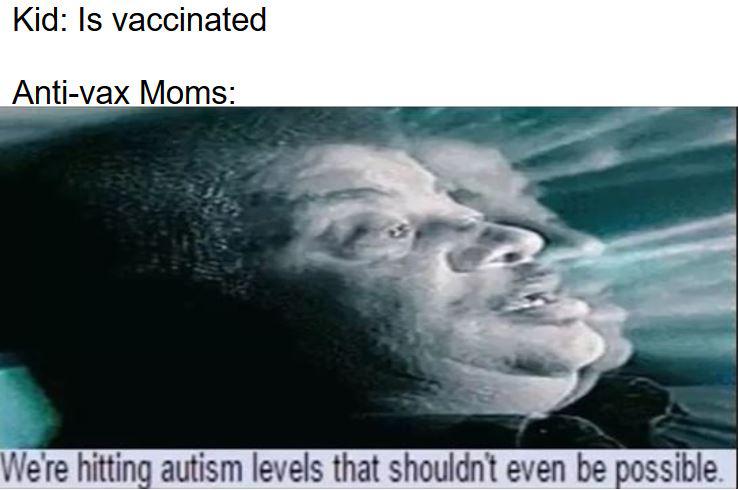 Kid: Is vaccinated
Anti-vax Moms:
We're hitting autism levels that shouldn't even be possible.